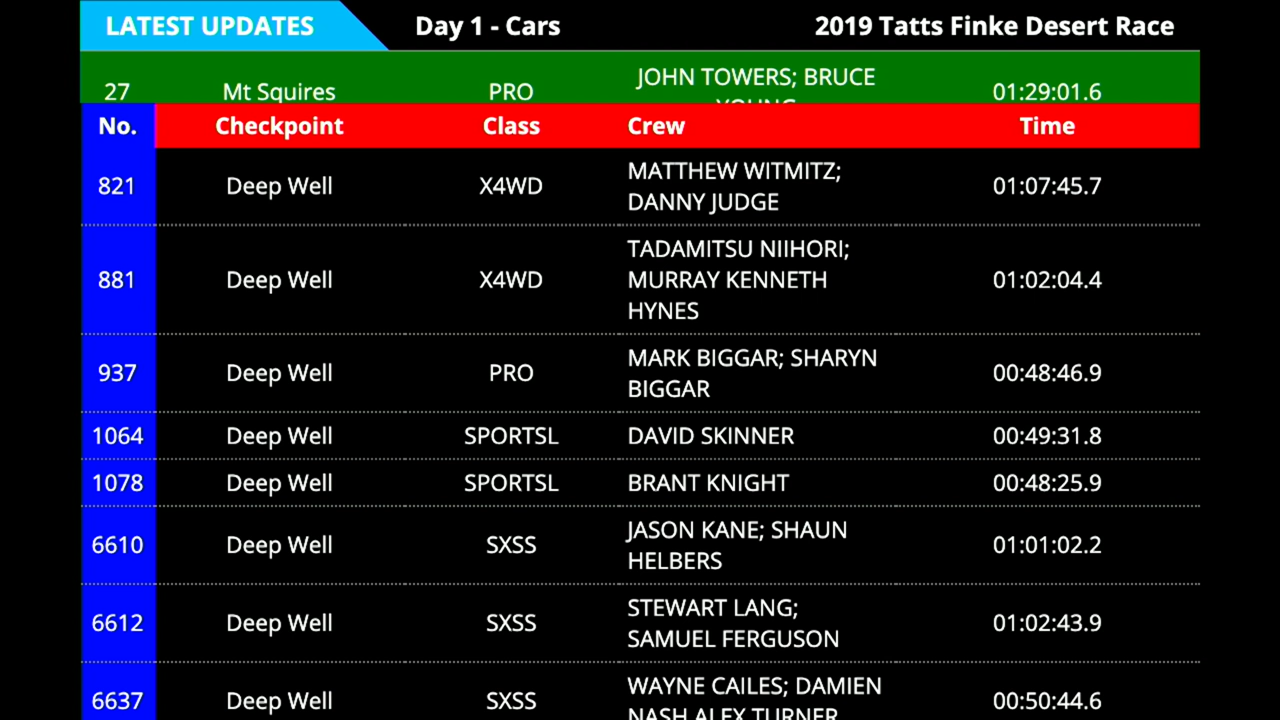 LATEST UPDATES Day 1 - Cars 2019 Tatts Finke Desert Race
JOHN TOWERS; BRUCE
27 Mt Squires PRO 01:29:01.6
YOUNG
No. Checkpoint Class Crew Time
MATTHEW WITMITZ;
821 Deep Well X4WD 01:07:45.7
DANNY JUDGE
TADAMITSU NIIHORI;
881 Deep Well X4WD MURRAY KENNETH 01:02:04.4
HYNES
MARK BIGGAR; SHARYN
937 Deep Well PRO 00:48:46.9
BIGGAR
1064 Deep Well SPORTSL DAVID SKINNER 00:49:31.8
1078 Deep Well SPORTSL BRANT KNIGHT 00:48:25.9
JASON KANE; SHAUN
6610 Deep Well SXSS 01:01:02.2
HELBERS
STEWART LANG;
6612 Deep Well SXSS 01:02:43.9
SAMUEL FERGUSON
WAYNE CAILES; DAMIEN
6637 Deep Well SXSS 00:50:44.6
NASH ALEX TURNER